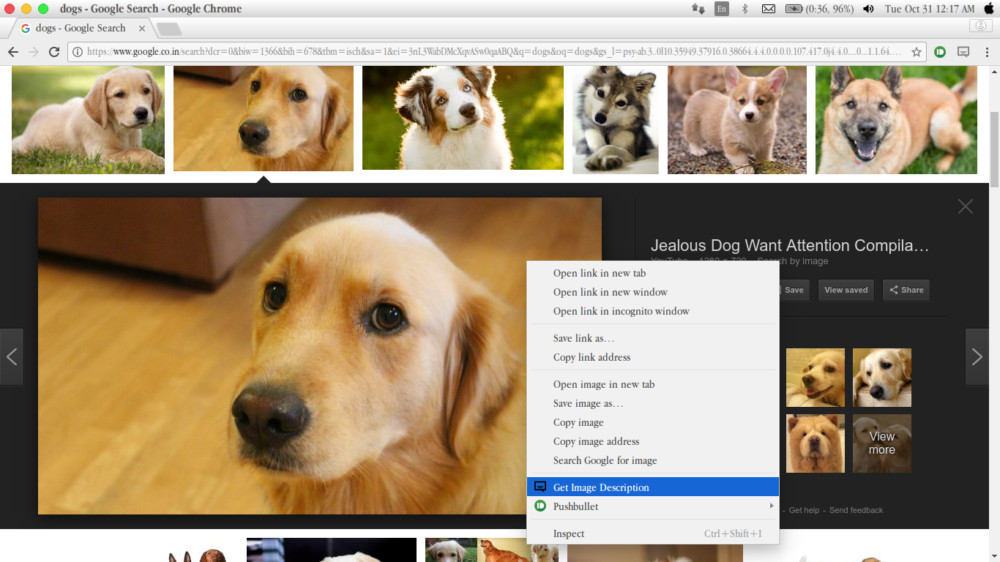 dogs - Google Search - Google Chrome
En
(0:36, 96%)
Tue Oct 31 12:17 AM
dogs - Google Search
https://www.google.co.in/search?dcr=0&biw=1366&bih=678&tbm=isch&sa=1&ei=3nL3WabDMcXqvASw0qaABQ&q=dogs&oq=dogs&gs_l=psy-ab.3..0l10.35949.37916.0.38664.4.4.0.0.0.0.107.417.0j4.4.0....0...1.1.64....
Jealous Dog Want Attention Compila...
YouTube - 1280 × 720 - Search by image
Save
View saved
Share
Open link in new tab
Open link in new window
Open link in incognito window
Save link as...
Copy link address
Open image in new tab
Save image as...
Copy image
Copy image address
Search Google for image
Get Image Description
Pushbullet
Inspect
Ctrl+Shift+I
View
more
- Get help - Send feedback